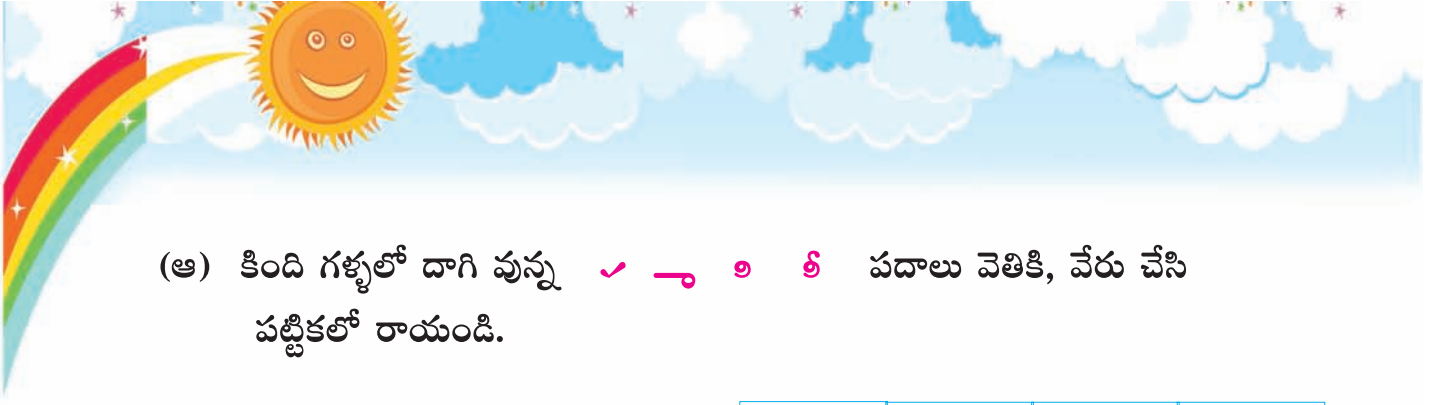 (ఆ) కింది గళ్ళలో దాగి వున్న ✓ ా ి ీ పదాలు వెతికి, వేరు చేసి
పట్టికలో రాయండి.